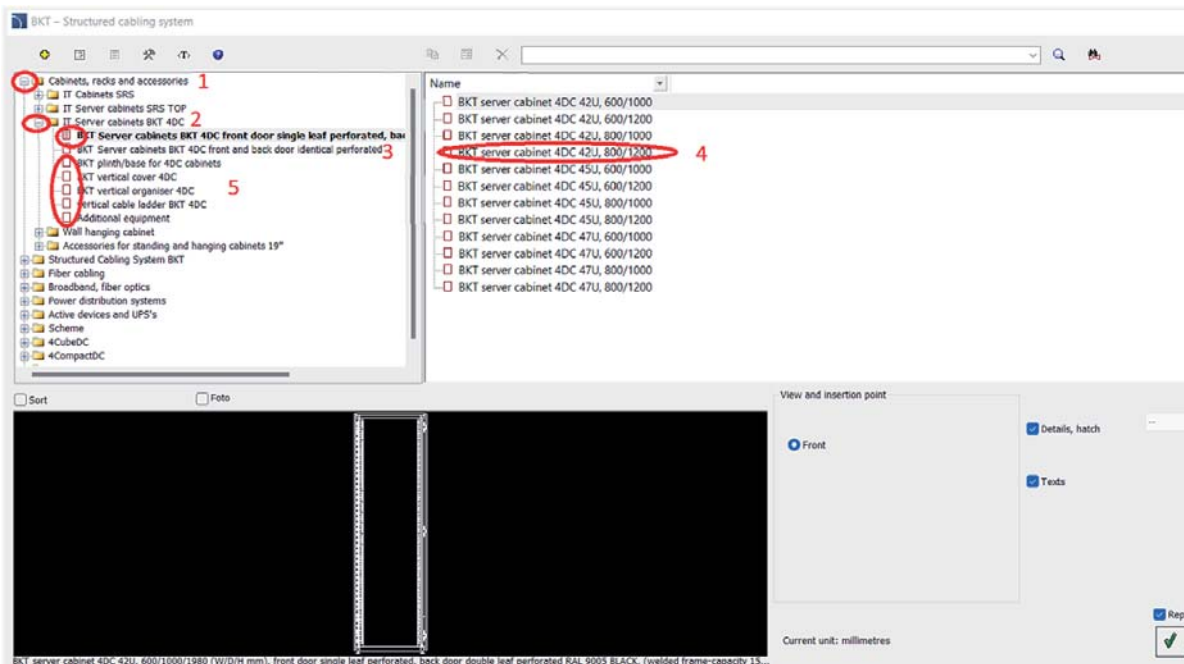 BKT – Structured cabling system
Cabinets, racks and accessories 1
IT Cabinets SRS
IT Server cabinets SRS TOP
IT Server cabinets BKT 4DC 2
BKT Server cabinets BKT 4DC front door single leaf perforated, bac
BKT Server cabinets BKT 4DC front and back door identical perforated 3
BKT plinth/base for 4DC cabinets
BKT vertical cover 4DC
BKT vertical organiser 4DC 5
vertical cable ladder BKT 4DC
Additional equipment
Wall hanging cabinet
Accessories for standing and hanging cabinets 19"
Structured Cabling System BKT
Fiber cabling
Broadband, fiber optics
Power distribution systems
Active devices and UPS's
Scheme
4CubeDC
4CompactDC
Name
BKT server cabinet 4DC 42U, 600/1000
BKT server cabinet 4DC 42U, 600/1200
BKT server cabinet 4DC 42U, 800/1000
BKT server cabinet 4DC 42U, 800/1200 4
BKT server cabinet 4DC 45U, 600/1000
BKT server cabinet 4DC 45U, 600/1200
BKT server cabinet 4DC 45U, 800/1000
BKT server cabinet 4DC 45U, 800/1200
BKT server cabinet 4DC 47U, 600/1000
BKT server cabinet 4DC 47U, 600/1200
BKT server cabinet 4DC 47U, 800/1000
BKT server cabinet 4DC 47U, 800/1200
Sort
Foto
View and insertion point
Front
Details, hatch
--
Texts
Rep
Current unit: millimetres
BKT server cabinet 4DC 42U, 600/1000/1980 (W/D/H mm), front door single leaf perforated, back door double leaf perforated RAL 9005 BLACK, (welded frame-capacity 15...